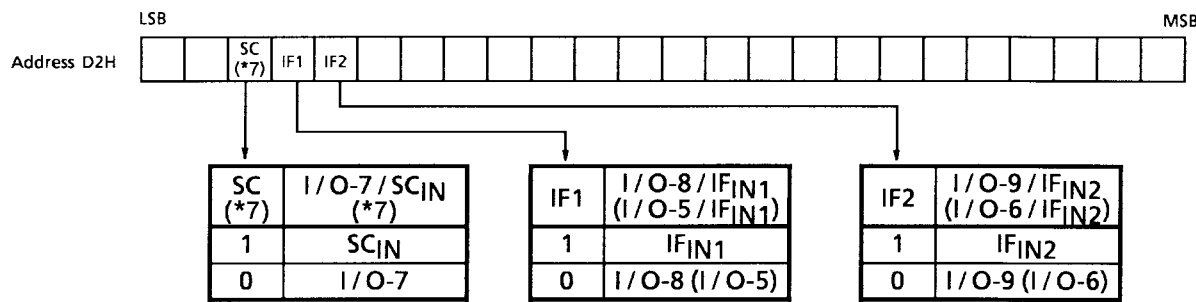 LSB MSB
Address D2H SC (*7) IF1 IF2
SC (*7) I/O-7/SCIN (*7)
1 SCIN
0 I/O-7
IF1 I/O-8/IFIN1 (I/O-5/IFIN1)
1 IFIN1
0 I/O-8 (I/O-5)
IF2 I/O-9/IFIN2 (I/O-6/IFIN2)
1 IFIN2
0 I/O-9 (I/O-6)